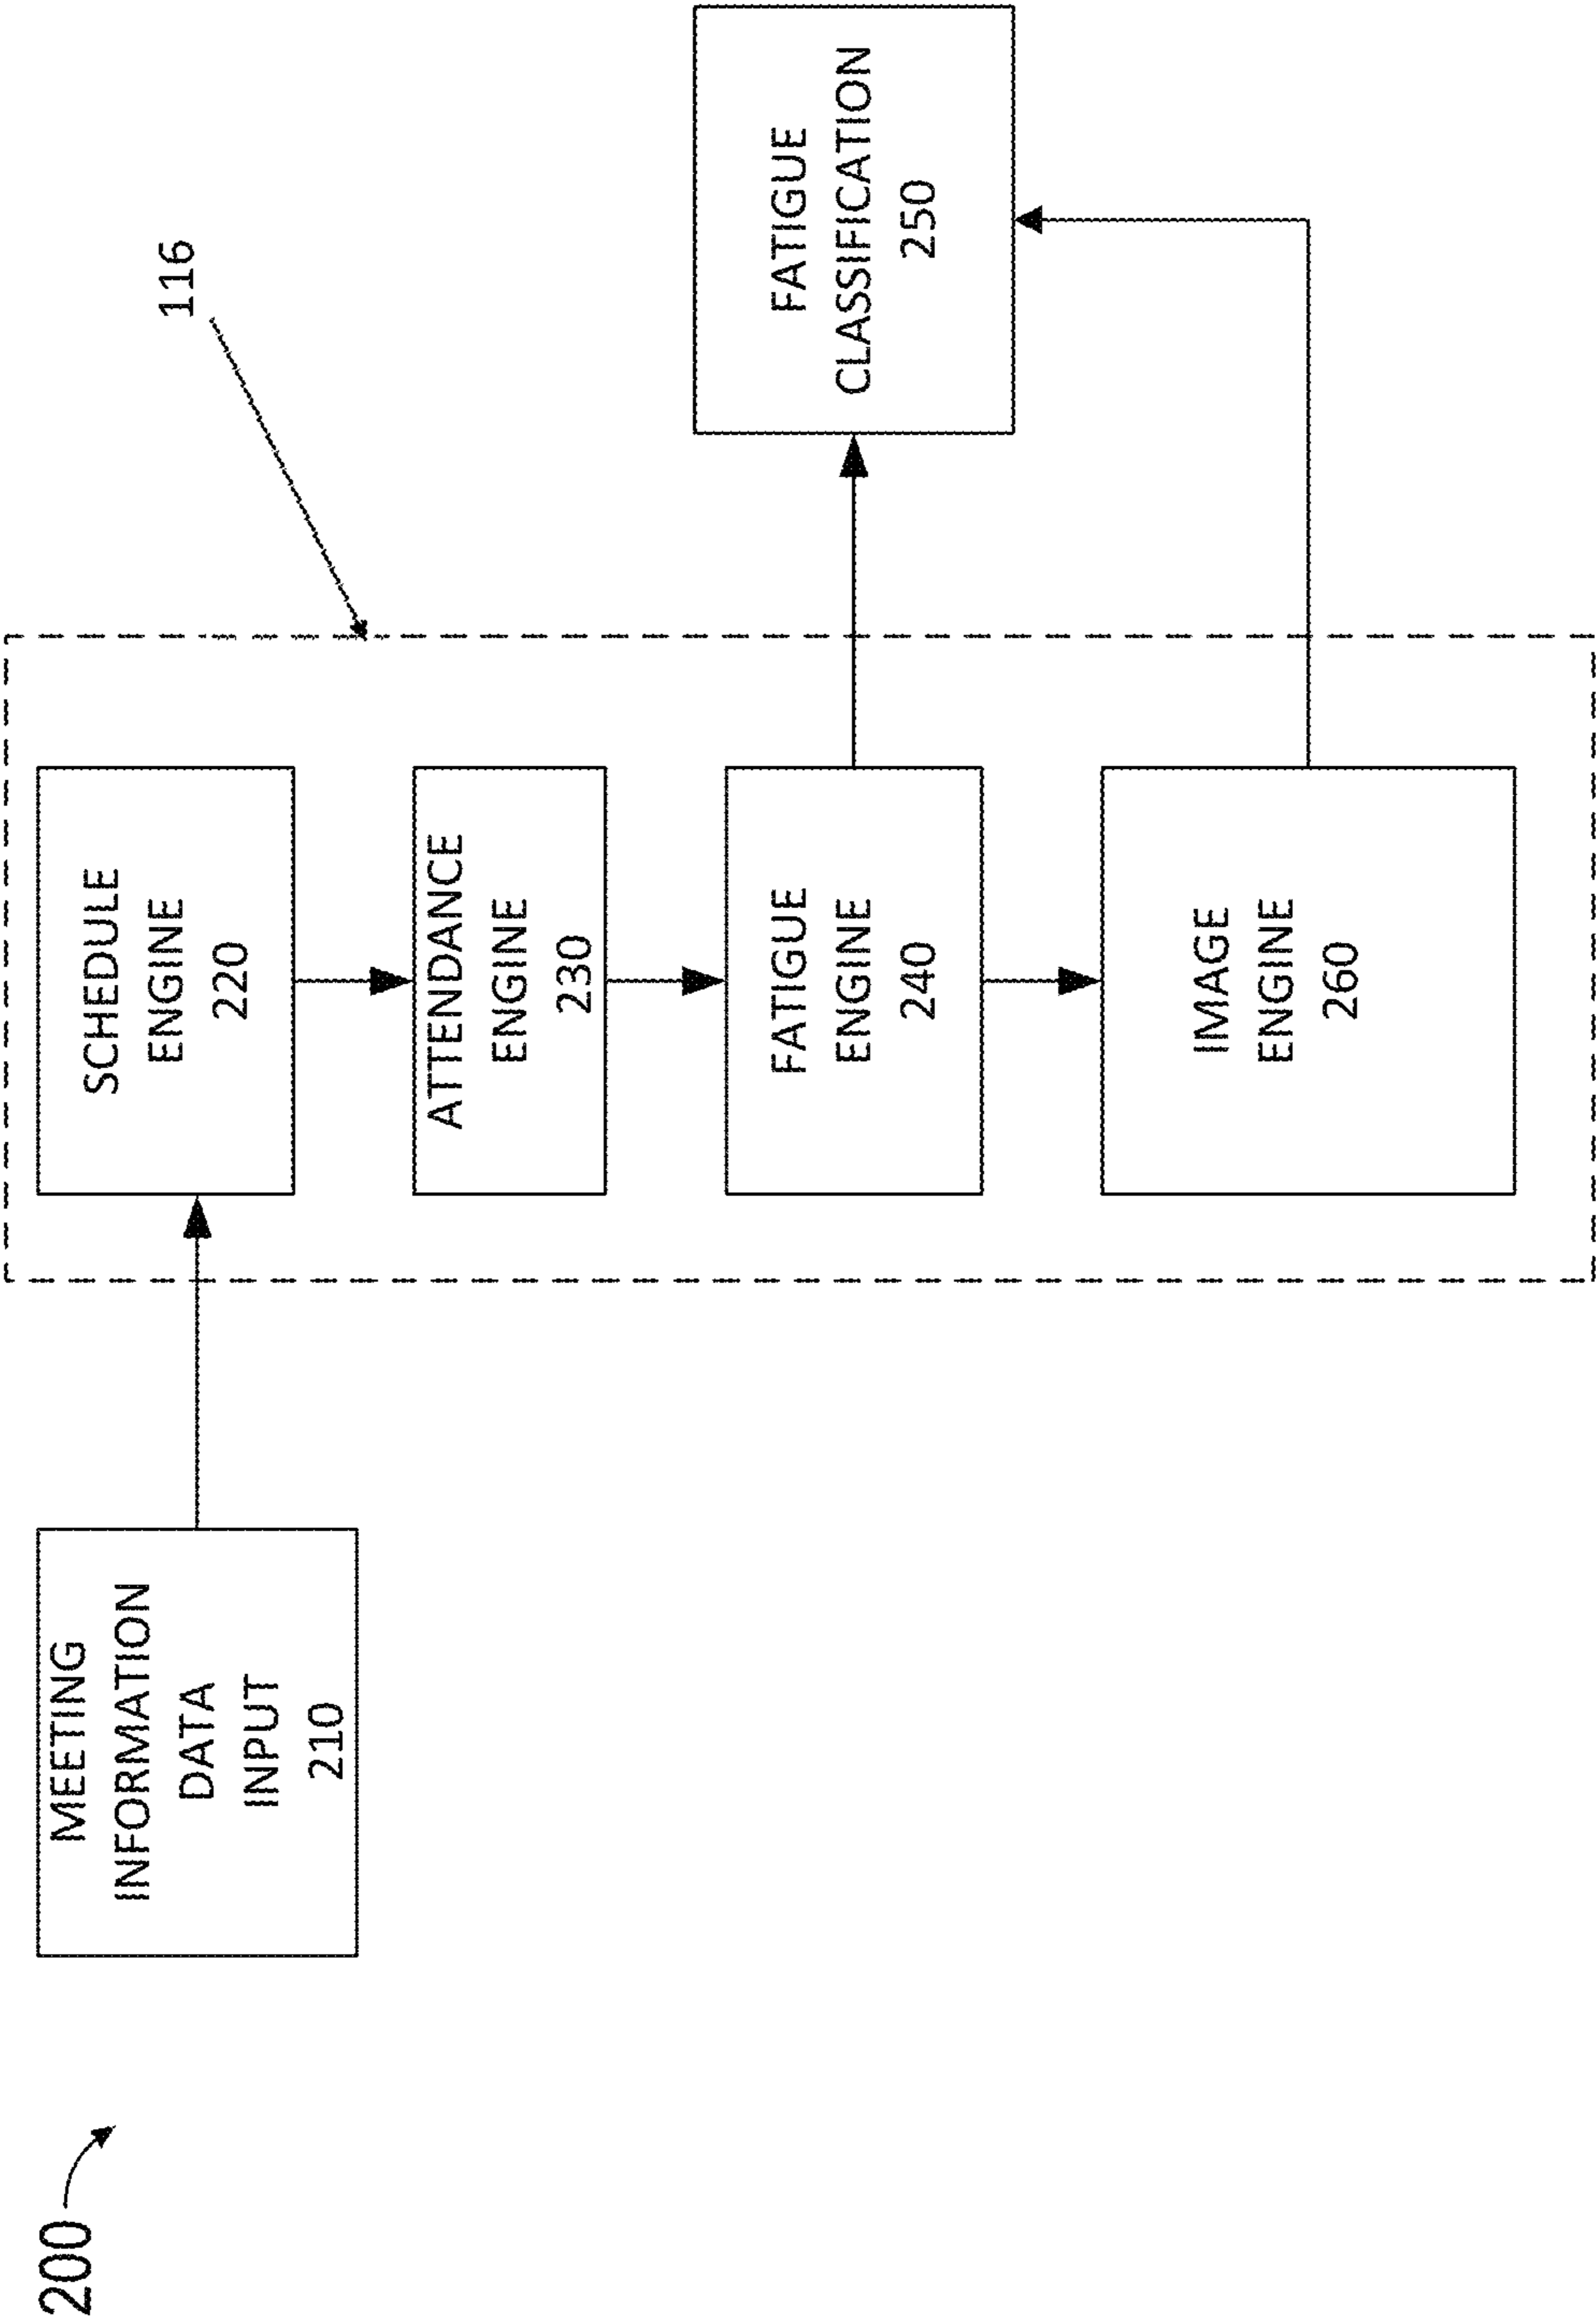 200
MEETING
INFORMATION
DATA
INPUT
210
116
SCHEDULE
ENGINE
220
ATTENDANCE
ENGINE
230
FATIGUE
ENGINE
240
IMAGE
ENGINE
260
FATIGUE
CLASSIFICATION
250